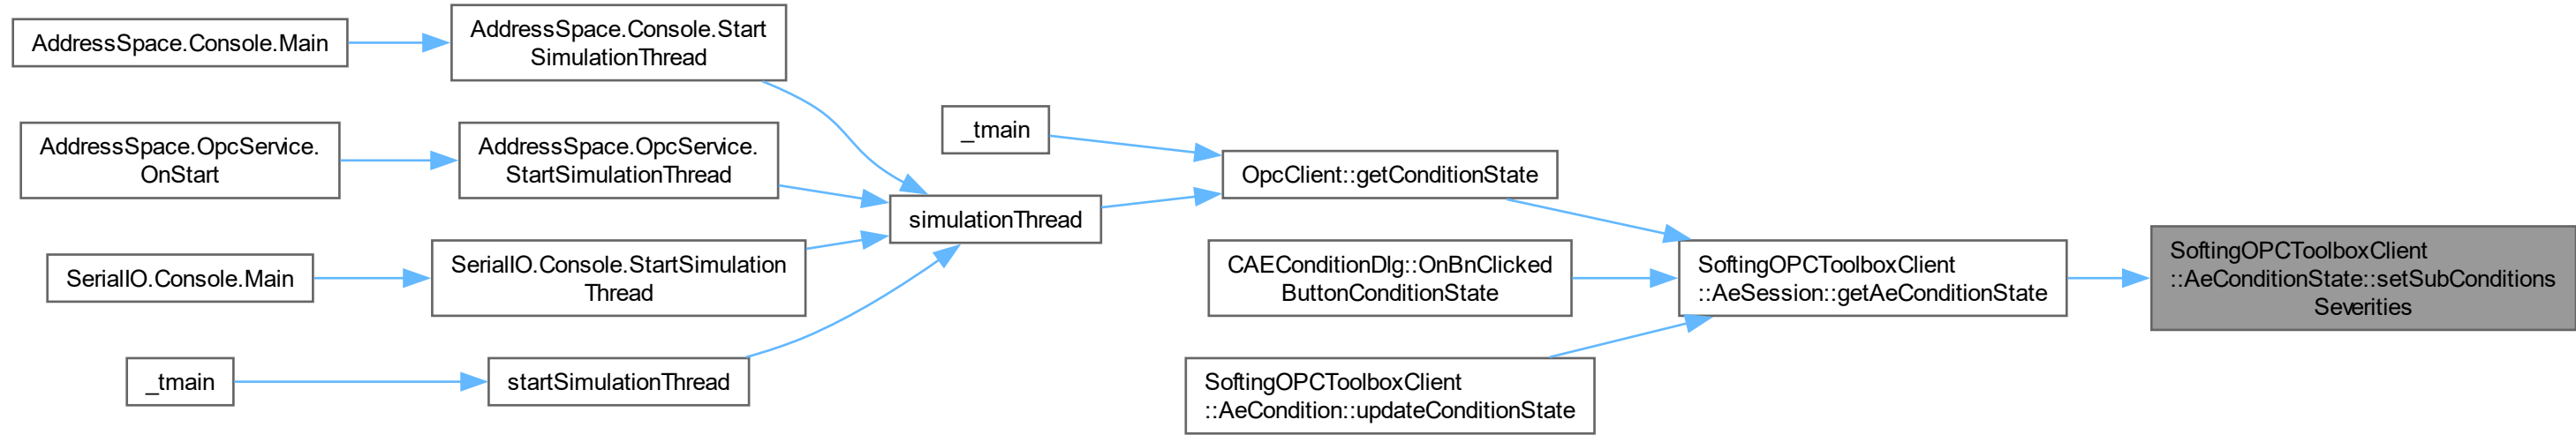 AddressSpace.Console.Main
AddressSpace.Console.Start
SimulationThread
AddressSpace.OpcService.
OnStart
AddressSpace.OpcService.
StartSimulationThread
SerialIO.Console.Main
SerialIO.Console.StartSimulation
Thread
_tmain
startSimulationThread
simulationThread
_tmain
OpcClient::getConditionState
CAEConditionDlg::OnBnClicked
ButtonConditionState
SoftingOPCToolboxClient
::AeCondition::updateConditionState
SoftingOPCToolboxClient
::AeSession::getAeConditionState
SoftingOPCToolboxClient
::AeConditionState::setSubConditions
Severities